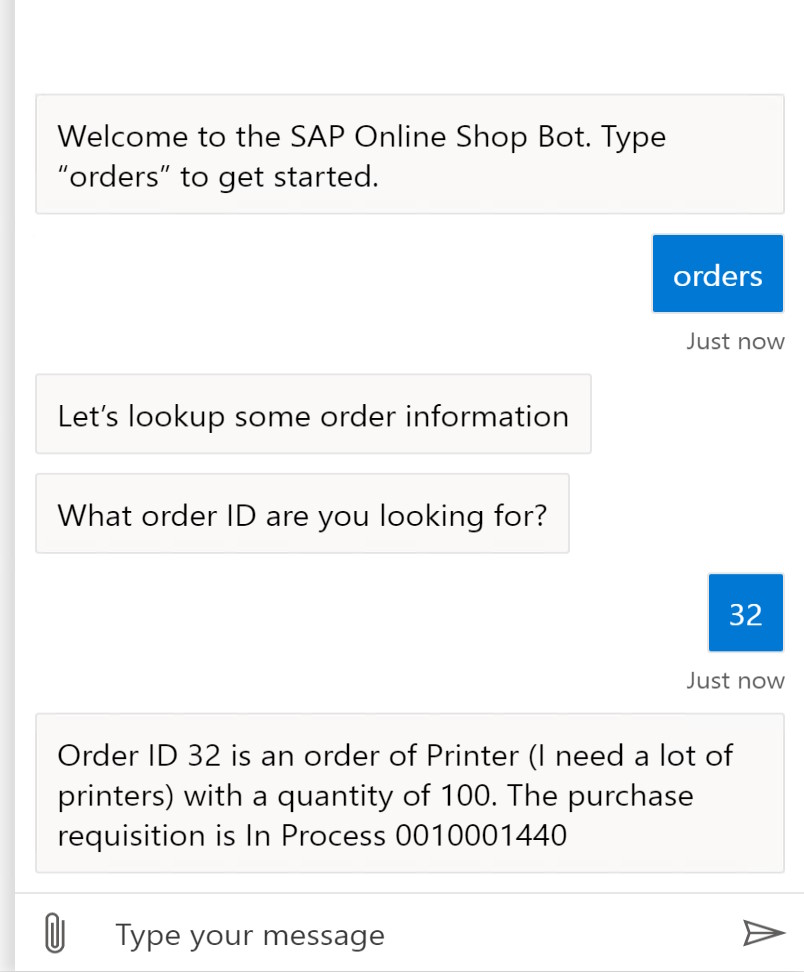 Welcome to the SAP Online Shop Bot. Type
“orders” to get started.
orders
Just now
Let’s lookup some order information
What order ID are you looking for?
32
Just now
Order ID 32 is an order of Printer (I need a lot of
printers) with a quantity of 100. The purchase
requisition is In Process 0010001440
Type your message